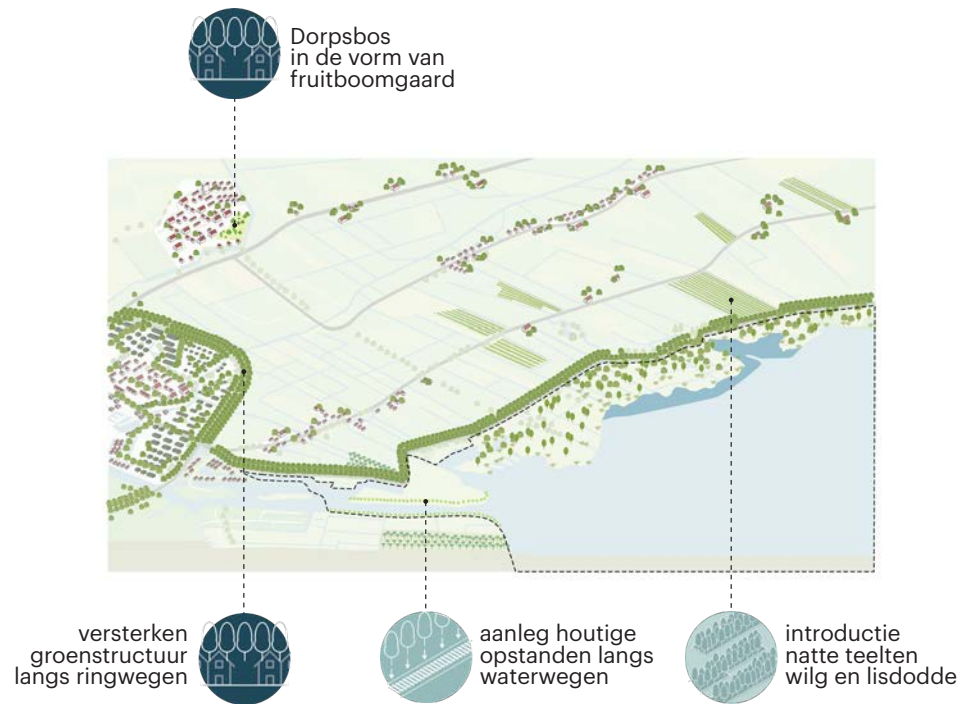 Dorpsbos
in de vorm van
fruitboomgaard
versterken
groenstructuur
langs ringwegen
aanleg houtige
opstanden langs
waterwegen
introductie
natte teelten
wilg en lisdodde